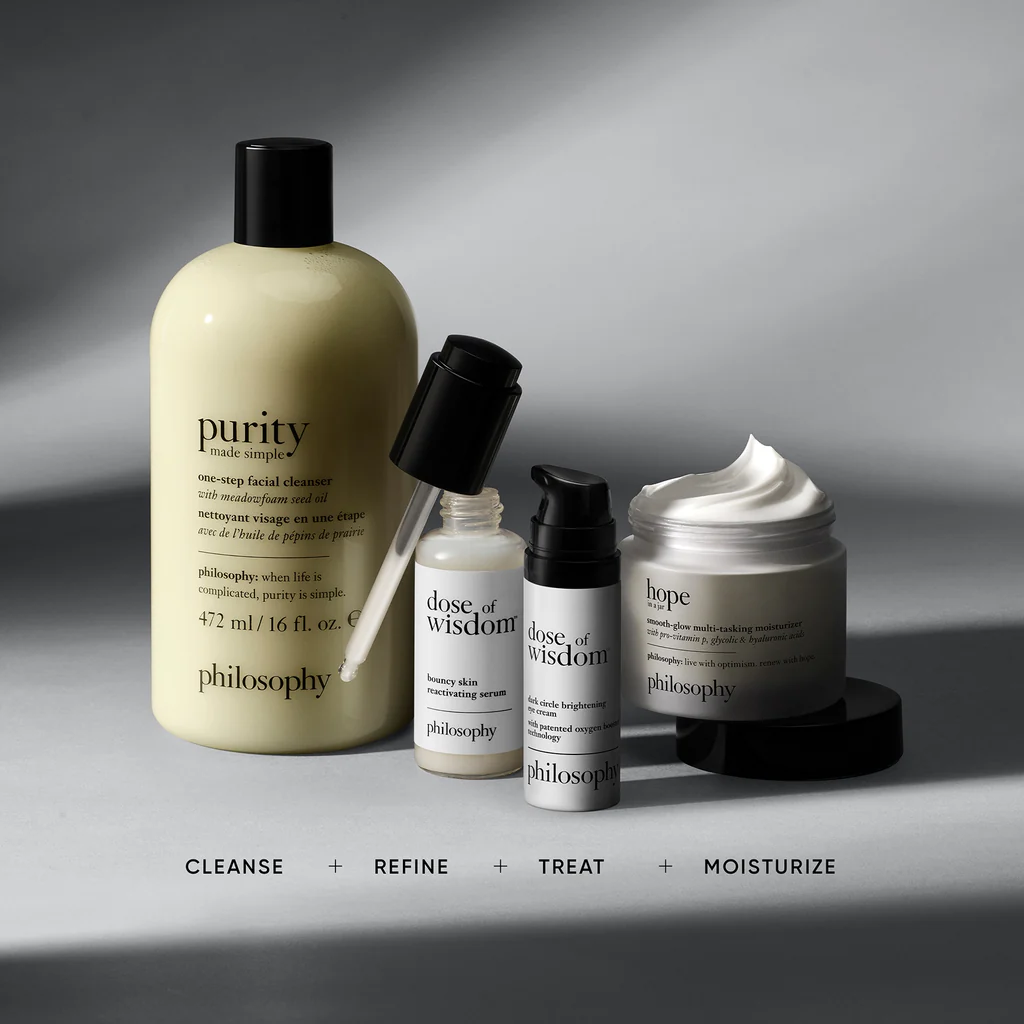 purity
made simple
one-step facial cleanser
with meadowfoam seed oil
nettoyant visage en une étape
avec de l'huile de pépins de prairie
philosophy: when life is
complicated, purity is simple.
472 ml / 16 fl. oz. ℮
philosophy
dose of
wisdom
bouncy skin
reactivating serum
philosophy
dose of
wisdom
dark circle brightening
eye cream
with patented oxygen
technology
philosophy
hope
in a jar
smooth-glow multi-tasking moisturizer
with pro-vitamin p, glycolic & hyaluronic acids
philosophy: live with optimism. renew with hope.
philosophy
CLEANSE + REFINE + TREAT + MOISTURIZE